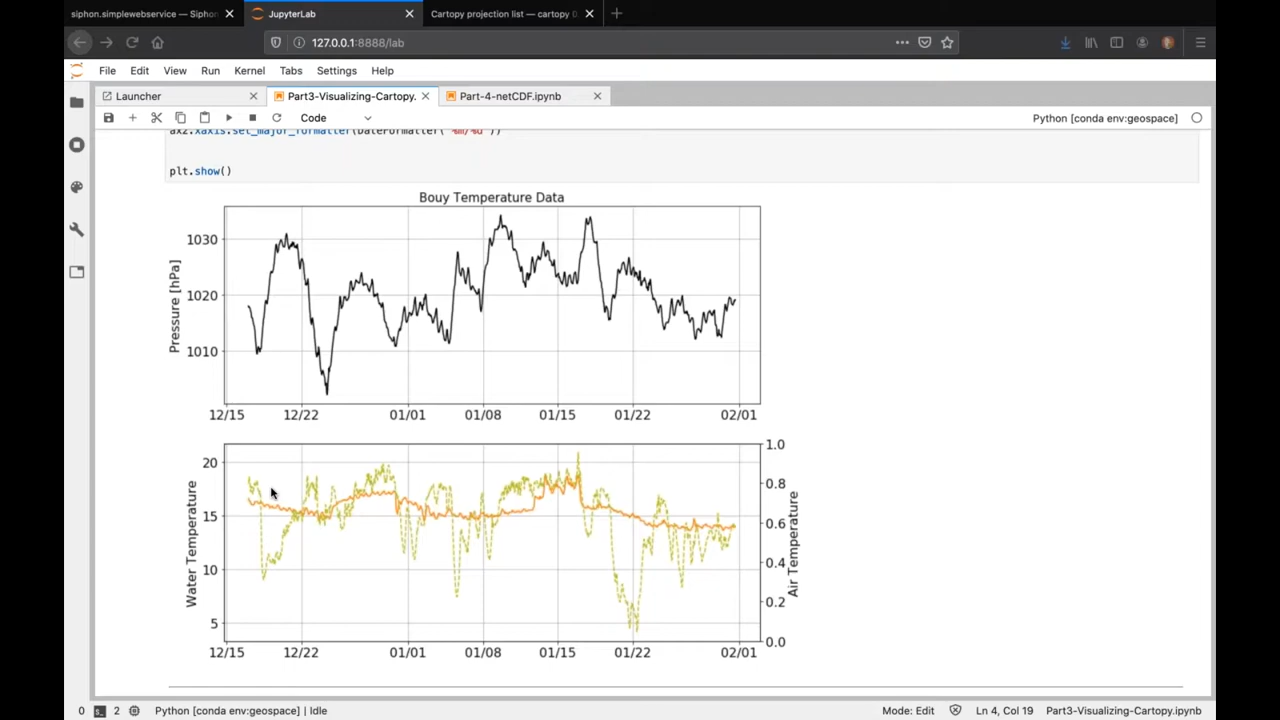 siphon.simplewebservice — Siphon
JupyterLab
Cartopy projection list — cartopy
127.0.0.1:8888/lab
File Edit View Run Kernel Tabs Settings Help
Launcher
Part3-Visualizing-Cartopy.
Part-4-netCDF.ipynb
Code
Python [conda env:geospace]
ax2.xaxis.set_major_formatter(DateFormatter('%m/%d'))
plt.show()
Bouy Temperature Data
Pressure [hPa]
1030
1020
1010
12/15 12/22 01/01 01/08 01/15 01/22 02/01
Water Temperature
20
15
10
5
1.0
0.8
0.6
0.4
0.2
0.0
Air Temperature
12/15 12/22 01/01 01/08 01/15 01/22 02/01
0 2 Python [conda env:geospace] | Idle
Mode: Edit Ln 4, Col 19 Part3-Visualizing-Cartopy.ipynb